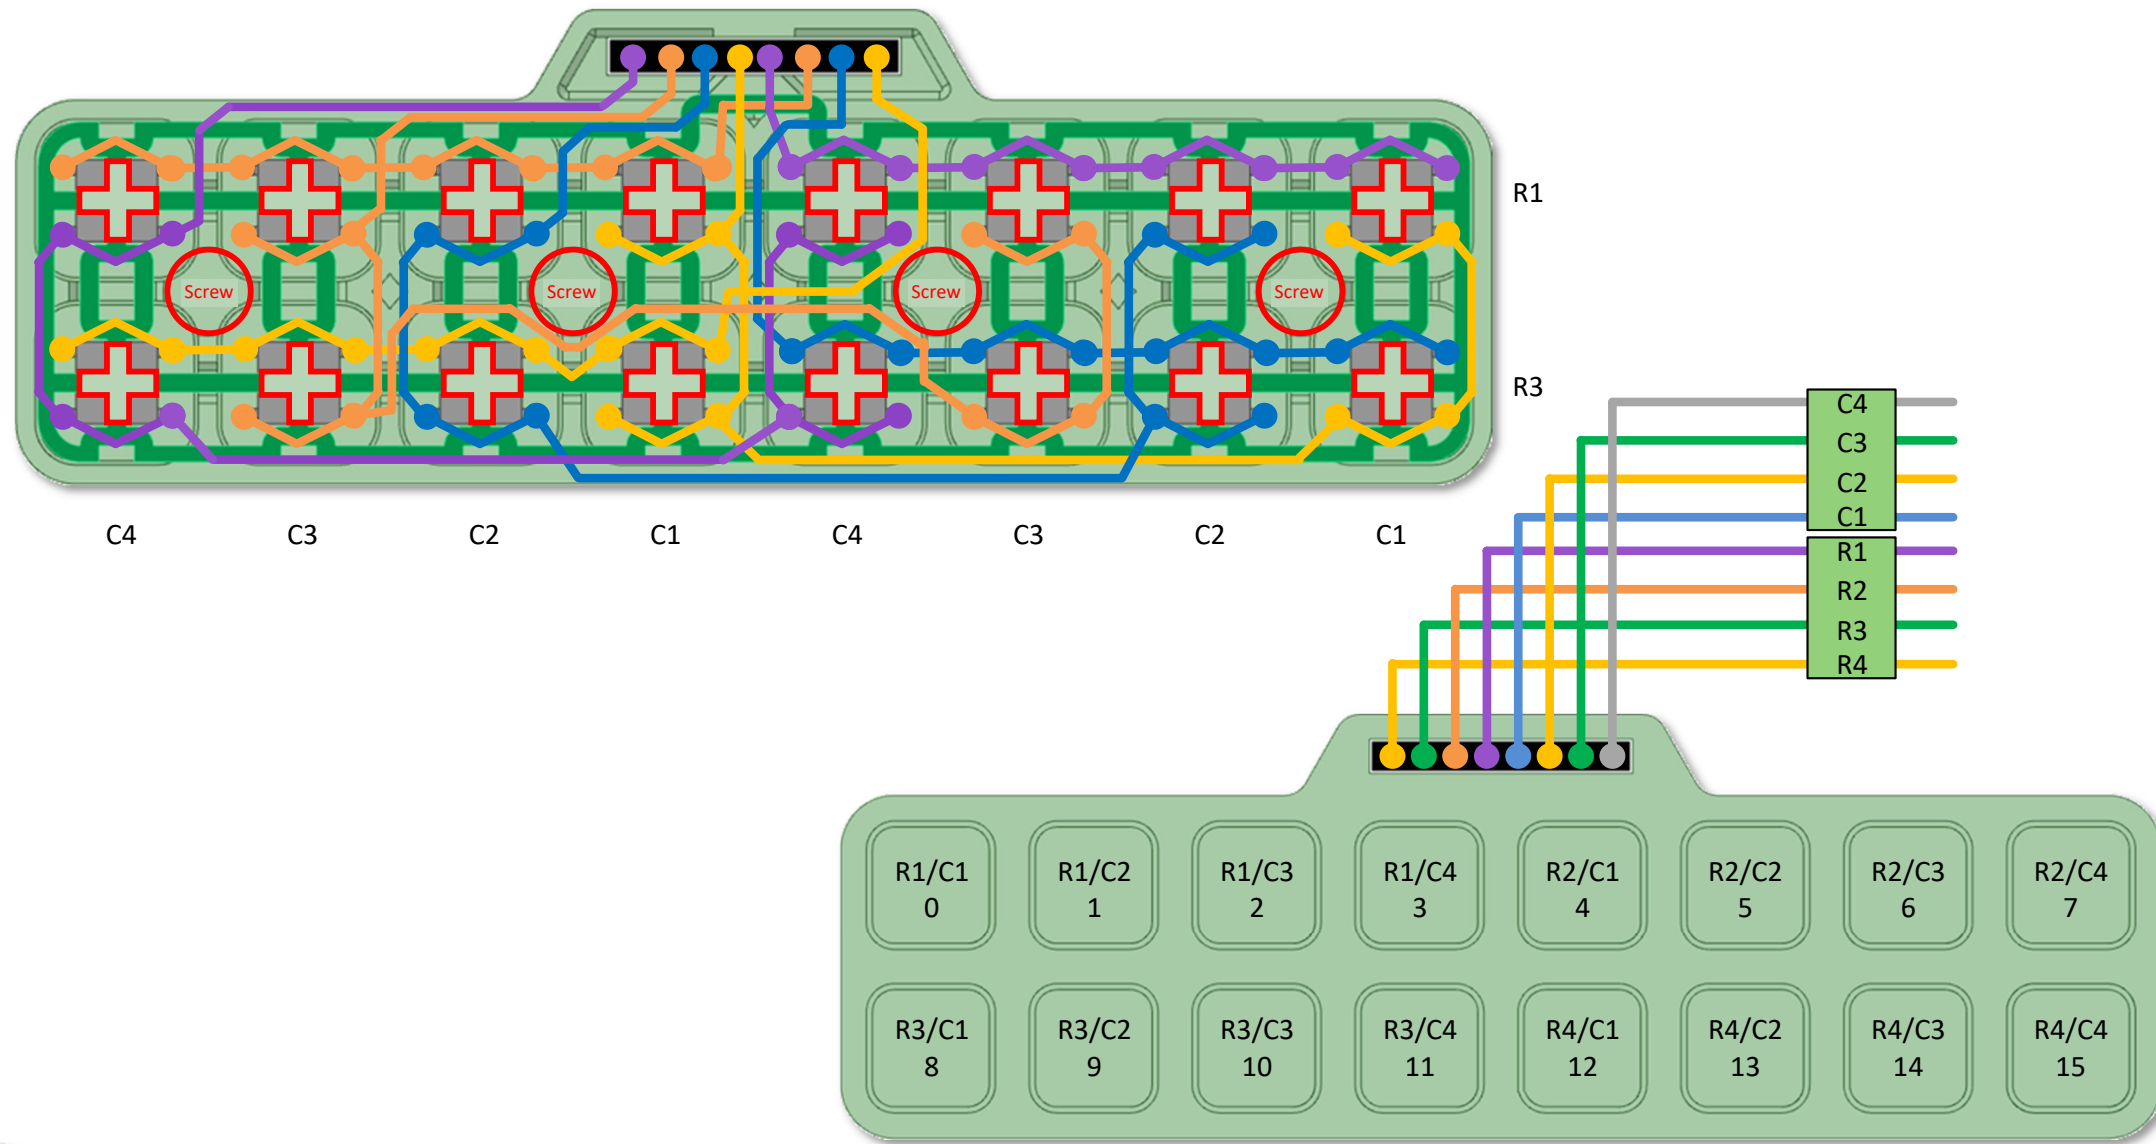 R1
Screw Screw Screw Screw
R3
C4 C3 C2 C1 C4 C3 C2 C1
C4
C3
C2
C1
R1
R2
R3
R4
R1/C1 R1/C2 R1/C3 R1/C4 R2/C1 R2/C2 R2/C3 R2/C4
0 1 2 3 4 5 6 7
R3/C1 R3/C2 R3/C3 R3/C4 R4/C1 R4/C2 R4/C3 R4/C4
8 9 10 11 12 13 14 15